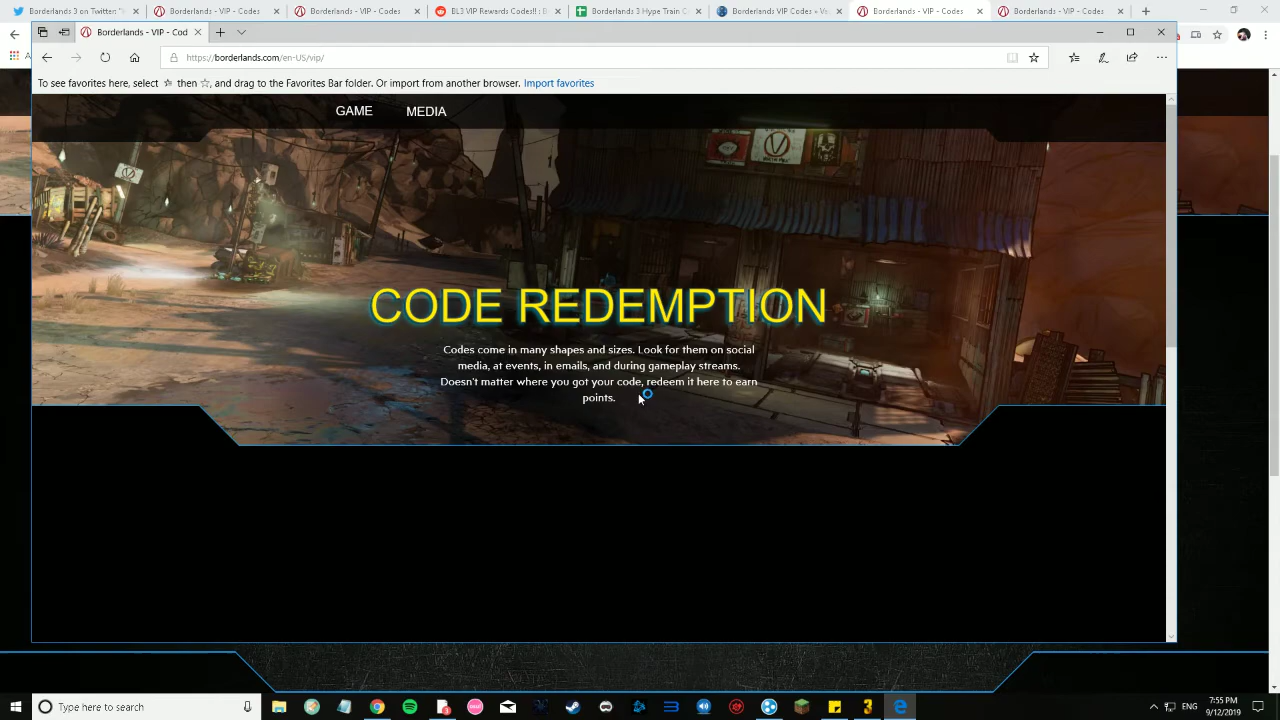 Borderlands 3 on Twitter "
Borderlands - VIP - Codes
Borderlands - VIP - Codes
BL3 VIP Rewards Codes!! : B
Borderlands 3 Hype Train C
Borderlands - VIP - Codes
Borderlands - VIP - Codes
Borderlands - VIP - Cod
https://borderlands.com/en-US/vip/
To see favorites here, select ☆ then ☆, and drag to the Favorites Bar folder. Or import from another browser. Import favorites
GAME MEDIA
CODE REDEMPTION
Codes come in many shapes and sizes. Look for them on social
media, at events, in emails, and during gameplay streams.
Doesn't matter where you got your code, redeem it here to earn
points.
Type here to search
ENG
7:55 PM
9/12/2019